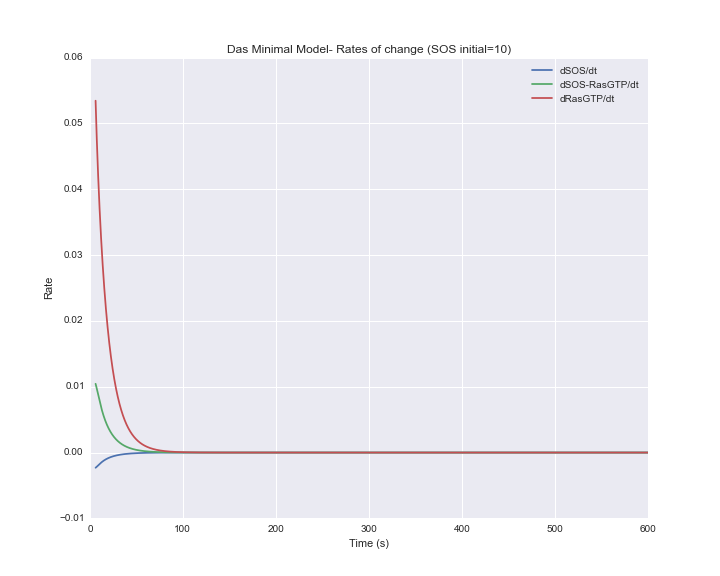 Das Minimal Model- Rates of change (SOS initial=10)
0.06
0.05
0.04
0.03
0.02
0.01
0.00
−0.01
Rate
dSOS/dt
dSOS-RasGTP/dt
dRasGTP/dt
0 100 200 300 400 500 600
Time (s)